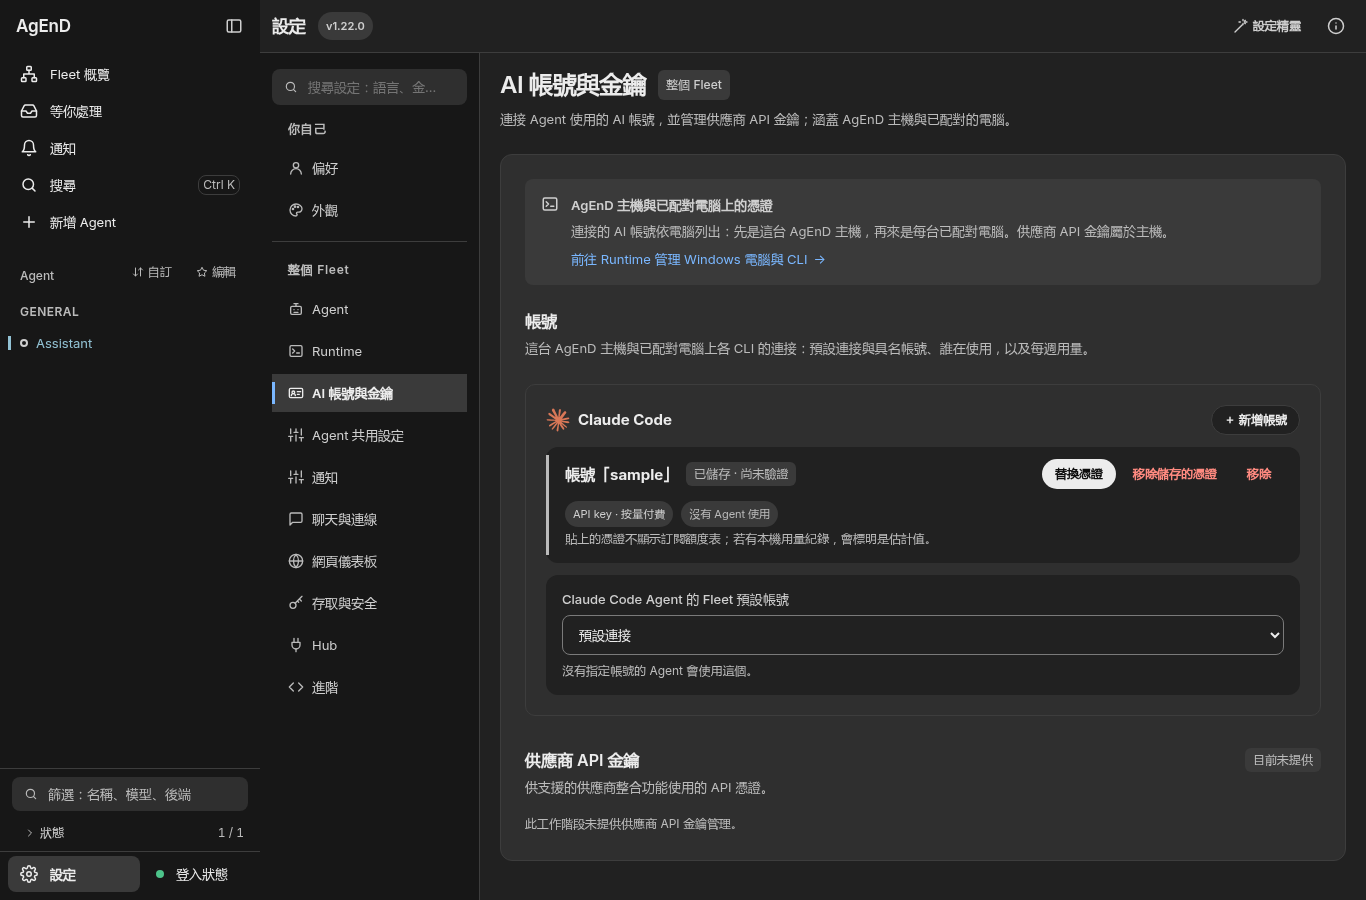 AgEnD
Fleet 概覽
等你處理
通知
搜尋
Ctrl K
新增 Agent
Agent
自訂
編輯
GENERAL
Assistant
篩選：名稱、模型、後端
狀態
1 / 1
設定
登入狀態
設定
v1.22.0
設定精靈
搜尋設定：語言、金...
你自己
偏好
外觀
整個 Fleet
Agent
Runtime
AI 帳號與金鑰
Agent 共用設定
通知
聊天與連線
網頁儀表板
存取與安全
Hub
進階
AI 帳號與金鑰
整個 Fleet
連接 Agent 使用的 AI 帳號，並管理供應商 API 金鑰；涵蓋 AgEnD 主機與已配對的電腦。
AgEnD 主機與已配對電腦上的憑證
連接的 AI 帳號依電腦列出：先是這台 AgEnD 主機，再來是每台已配對電腦。供應商 API 金鑰屬於主機。
前往 Runtime 管理 Windows 電腦與 CLI →
帳號
這台 AgEnD 主機與已配對電腦上各 CLI 的連接：預設連接與具名帳號、誰在使用，以及每週用量。
Claude Code
+ 新增帳號
帳號「sample」
已儲存 · 尚未驗證
替換憑證
移除儲存的憑證
移除
API key · 按量付費
沒有 Agent 使用
貼上的憑證不顯示訂閱額度表；若有本機用量紀錄，會標明是估計值。
Claude Code Agent 的 Fleet 預設帳號
預設連接
沒有指定帳號的 Agent 會使用這個。
供應商 API 金鑰
目前未提供
供支援的供應商整合功能使用的 API 憑證。
此工作階段未提供供應商 API 金鑰管理。